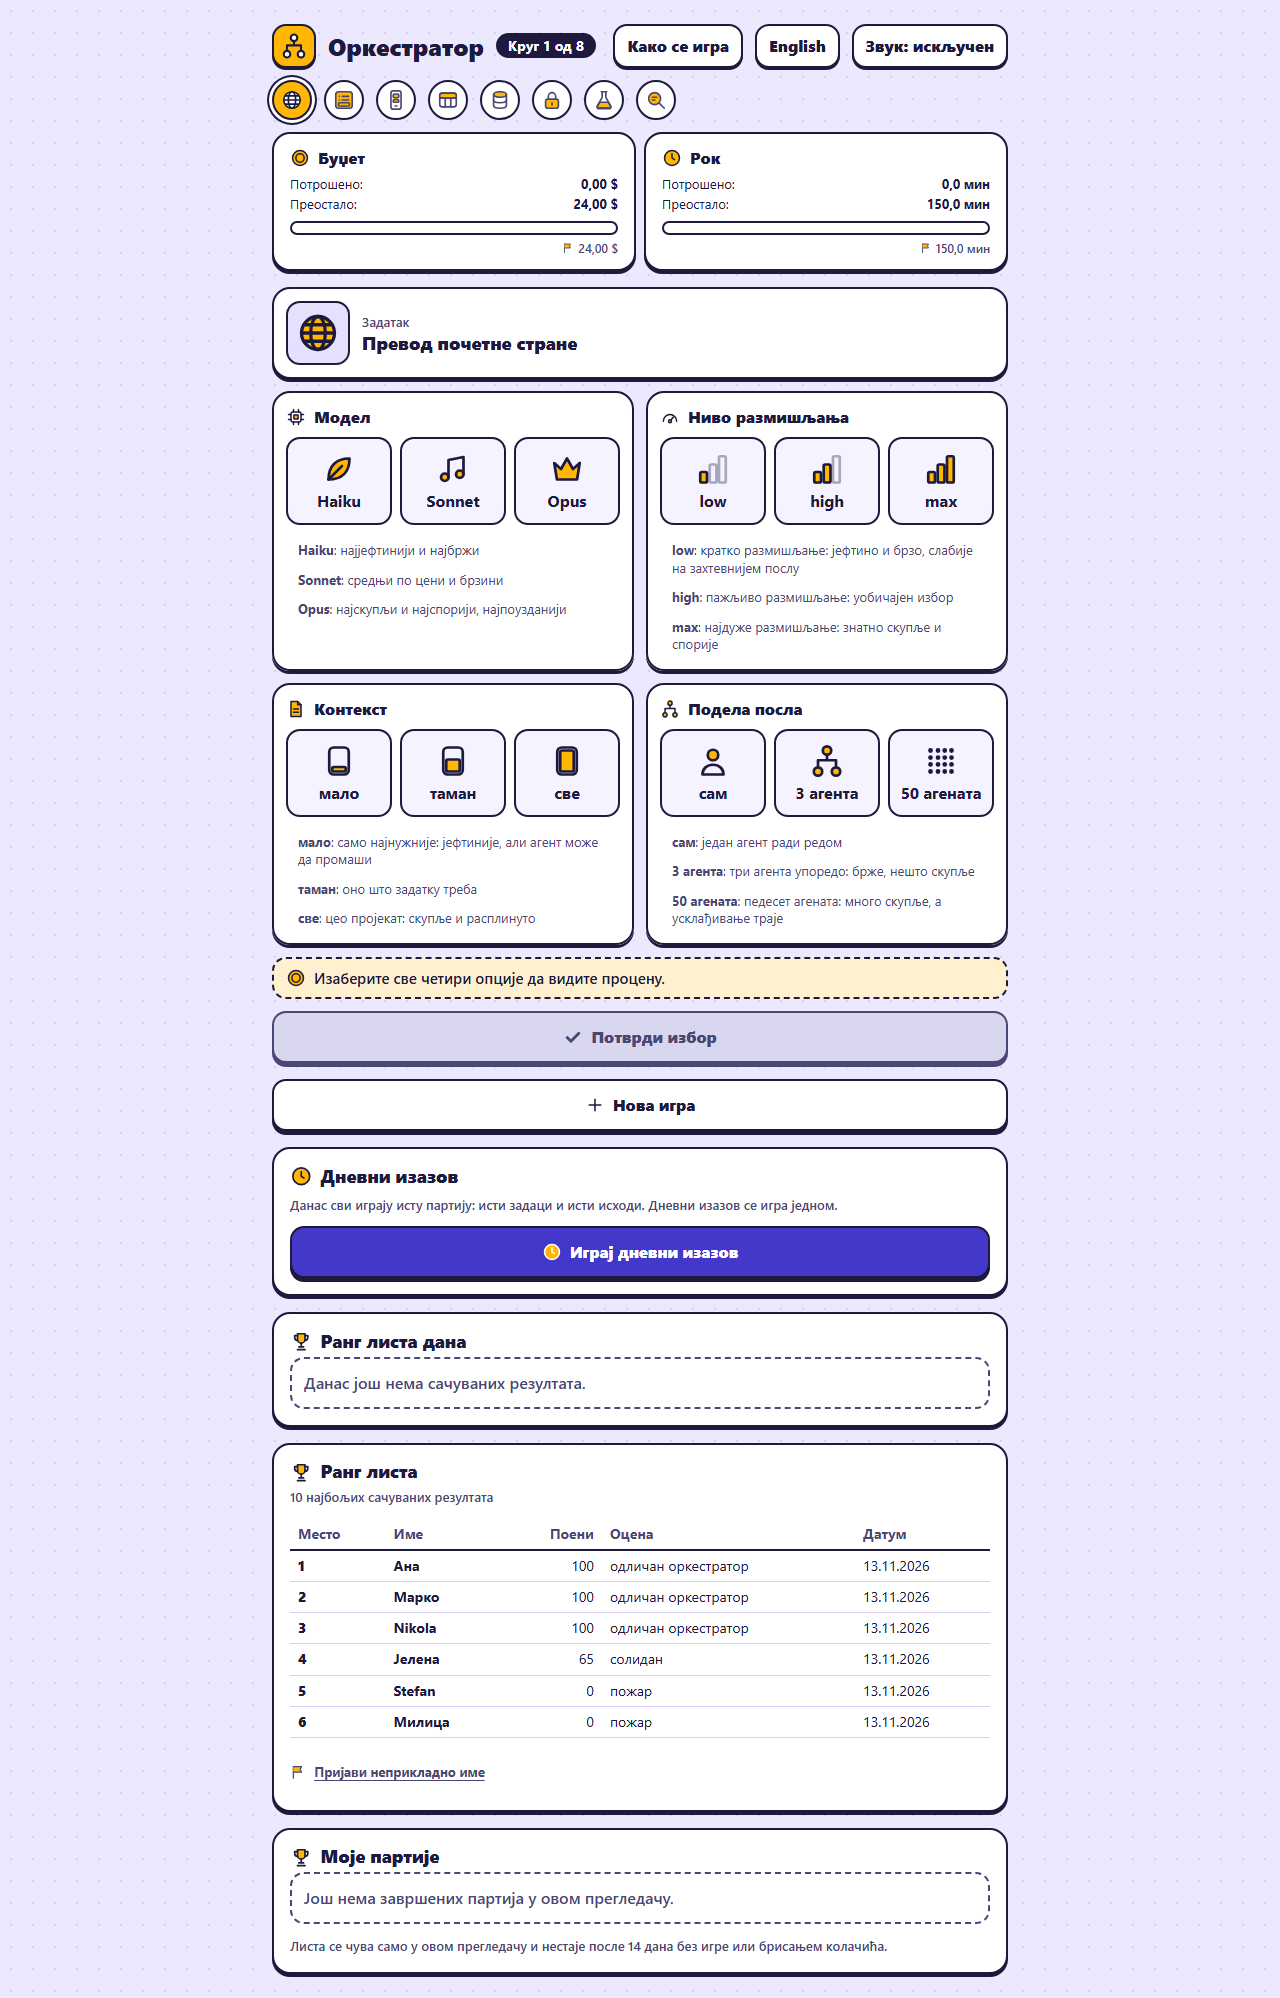 Оркестратор
Круг 1 од 8
Како се игра
English
Звук: искључен
Буџет
Потрошено: 0,00 $
Преостало: 24,00 $
24,00 $
Рок
Потрошено: 0,0 мин
Преостало: 150,0 мин
150,0 мин
Задатак
Превод почетне стране
Модел
Haiku
Sonnet
Opus
Haiku: најјефтинији и најбржи
Sonnet: средњи по цени и брзини
Opus: најскупљи и најспорији, најпоузданији
Ниво размишљања
low
high
max
low: кратко размишљање: јефтино и брзо, слабије
на захтевнијем послу
high: пажљиво размишљање: уобичајен избор
max: најдуже размишљање: знатно скупље и
спорије
Контекст
мало
таман
све
мало: само најнужније: јефтиније, али агент може
да промаши
таман: оно што задатку треба
све: цео пројекат: скупље и расплинуто
Подела посла
сам
3 агента
50 агената
сам: један агент ради редом
3 агента: три агента упоредо: брже, нешто скупље
50 агената: педесет агената: много скупље, а
усклађивање траје
Изаберите све четири опције да видите процену.
Потврди избор
Нова игра
Дневни изазов
Данас сви играју исту партију: исти задаци и исти исходи. Дневни изазов се игра једном.
Играј дневни изазов
Ранг листа дана
Данас још нема сачуваних резултата.
Ранг листа
10 најбољих сачуваних резултата
Место Име Поени Оцена Датум
1 Ана 100 одличан оркестратор 13.11.2026
2 Марко 100 одличан оркестратор 13.11.2026
3 Nikola 100 одличан оркестратор 13.11.2026
4 Јелена 65 солидан 13.11.2026
5 Stefan 0 пожар 13.11.2026
6 Милица 0 пожар 13.11.2026
Пријави неприкладно име
Моје партије
Још нема завршених партија у овом прегледачу.
Листа се чува само у овом прегледачу и нестаје после 14 дана без игре или брисањем колачића.